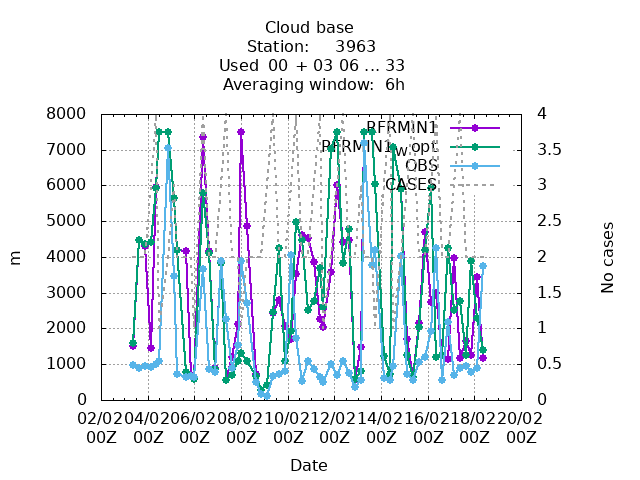 Cloud base
Station: 3963
Used 00 + 03 06 ... 33
Averaging window: 6h
8000
7000
6000
5000
4000
3000
2000
1000
0
m
4
3.5
3
2.5
2
1.5
1
0.5
0
No cases
RFRMIN1
RFRMIN1w opt
OBS
CASES
02/02 04/02 06/02 08/02 10/02 12/02 14/02 16/02 18/02 20/02
00Z 00Z 00Z 00Z 00Z 00Z 00Z 00Z 00Z 00Z
Date